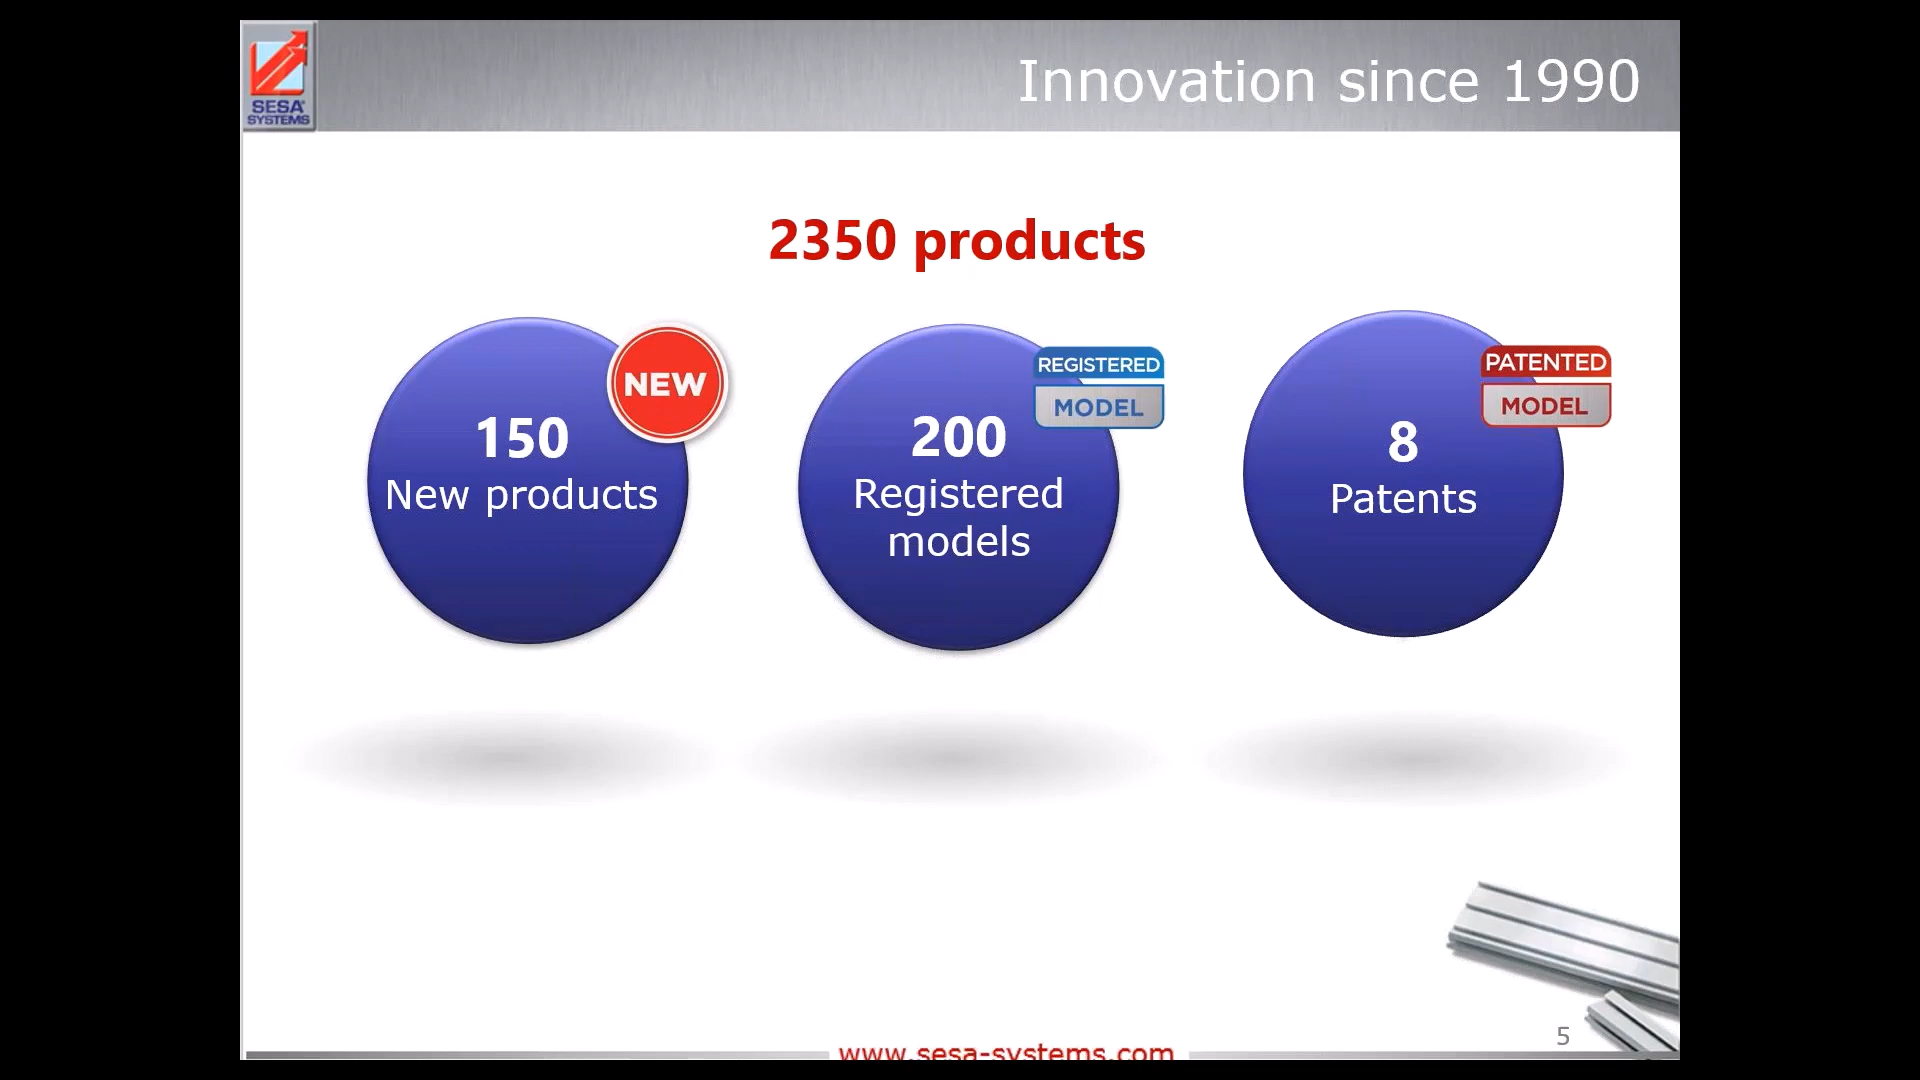 SESA
SYSTEMS
Innovation since 1990
2350 products
NEW
150
New products
REGISTERED
MODEL
200
Registered
models
PATENTED
MODEL
8
Patents
5
www.sesa-systems.com